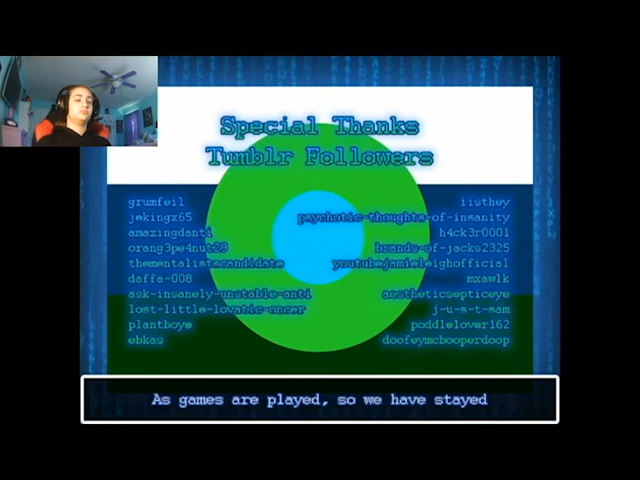 Special Thanks
Tumblr Followers
grumfeil iisthey
jekingx65 psychotic-thoughts-of-insanity
amazingdanti h4ck3r0001
orang3pe4nut29 brands-of-jacks2325
thementalistscandidate youtubejamieleighofficial
daffa-008 mxawlk
ask-insanely-unstable-anti aestheticsepticeye
lost-little-lovatic-oncer j-u-s-t-sam
plantboye poddlelover162
ebkas doofeymcbooperdoop
As games are played, so we have stayed